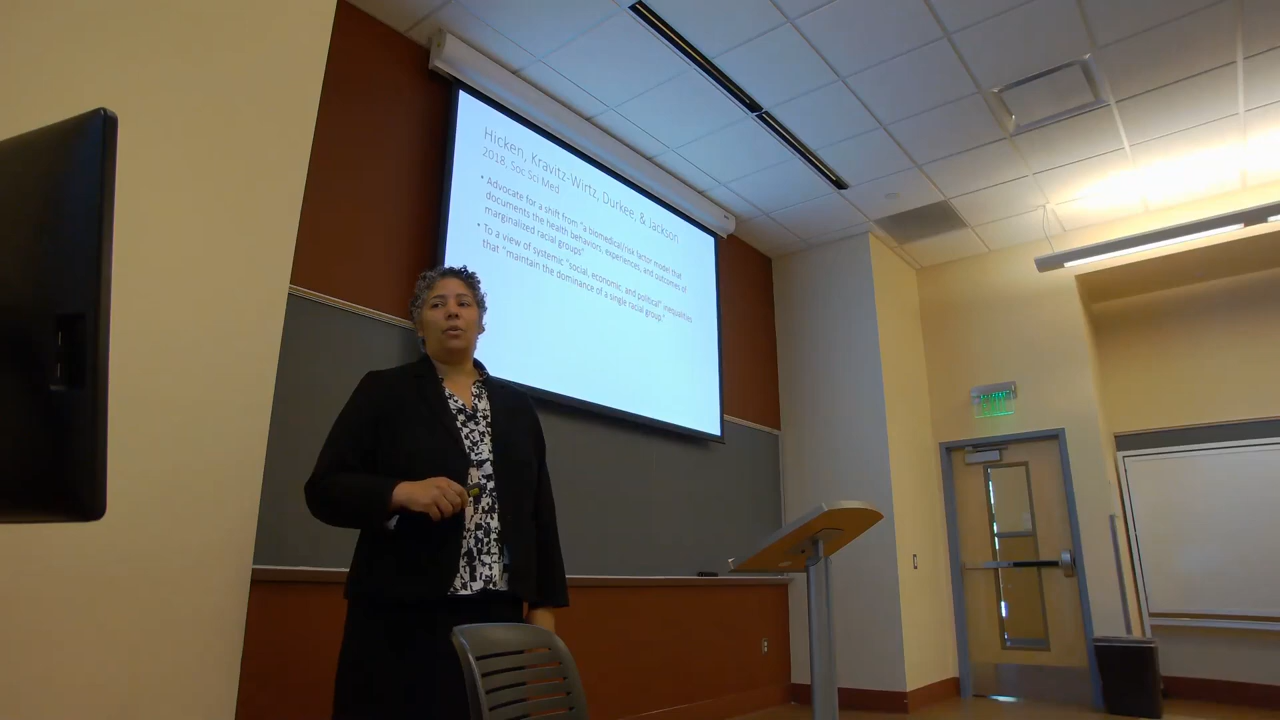 Hicken, Kravitz-Wirtz, Durkee, & Jackson
2018, Soc Sci Med
• Advocate for a shift from "a biomedical/risk factor model that
documents the health behaviors, experiences, and outcomes of
marginalized racial groups"
• To a view of systemic "social, economic, and political" inequalities
that "maintain the dominance of a single racial group."
EXIT